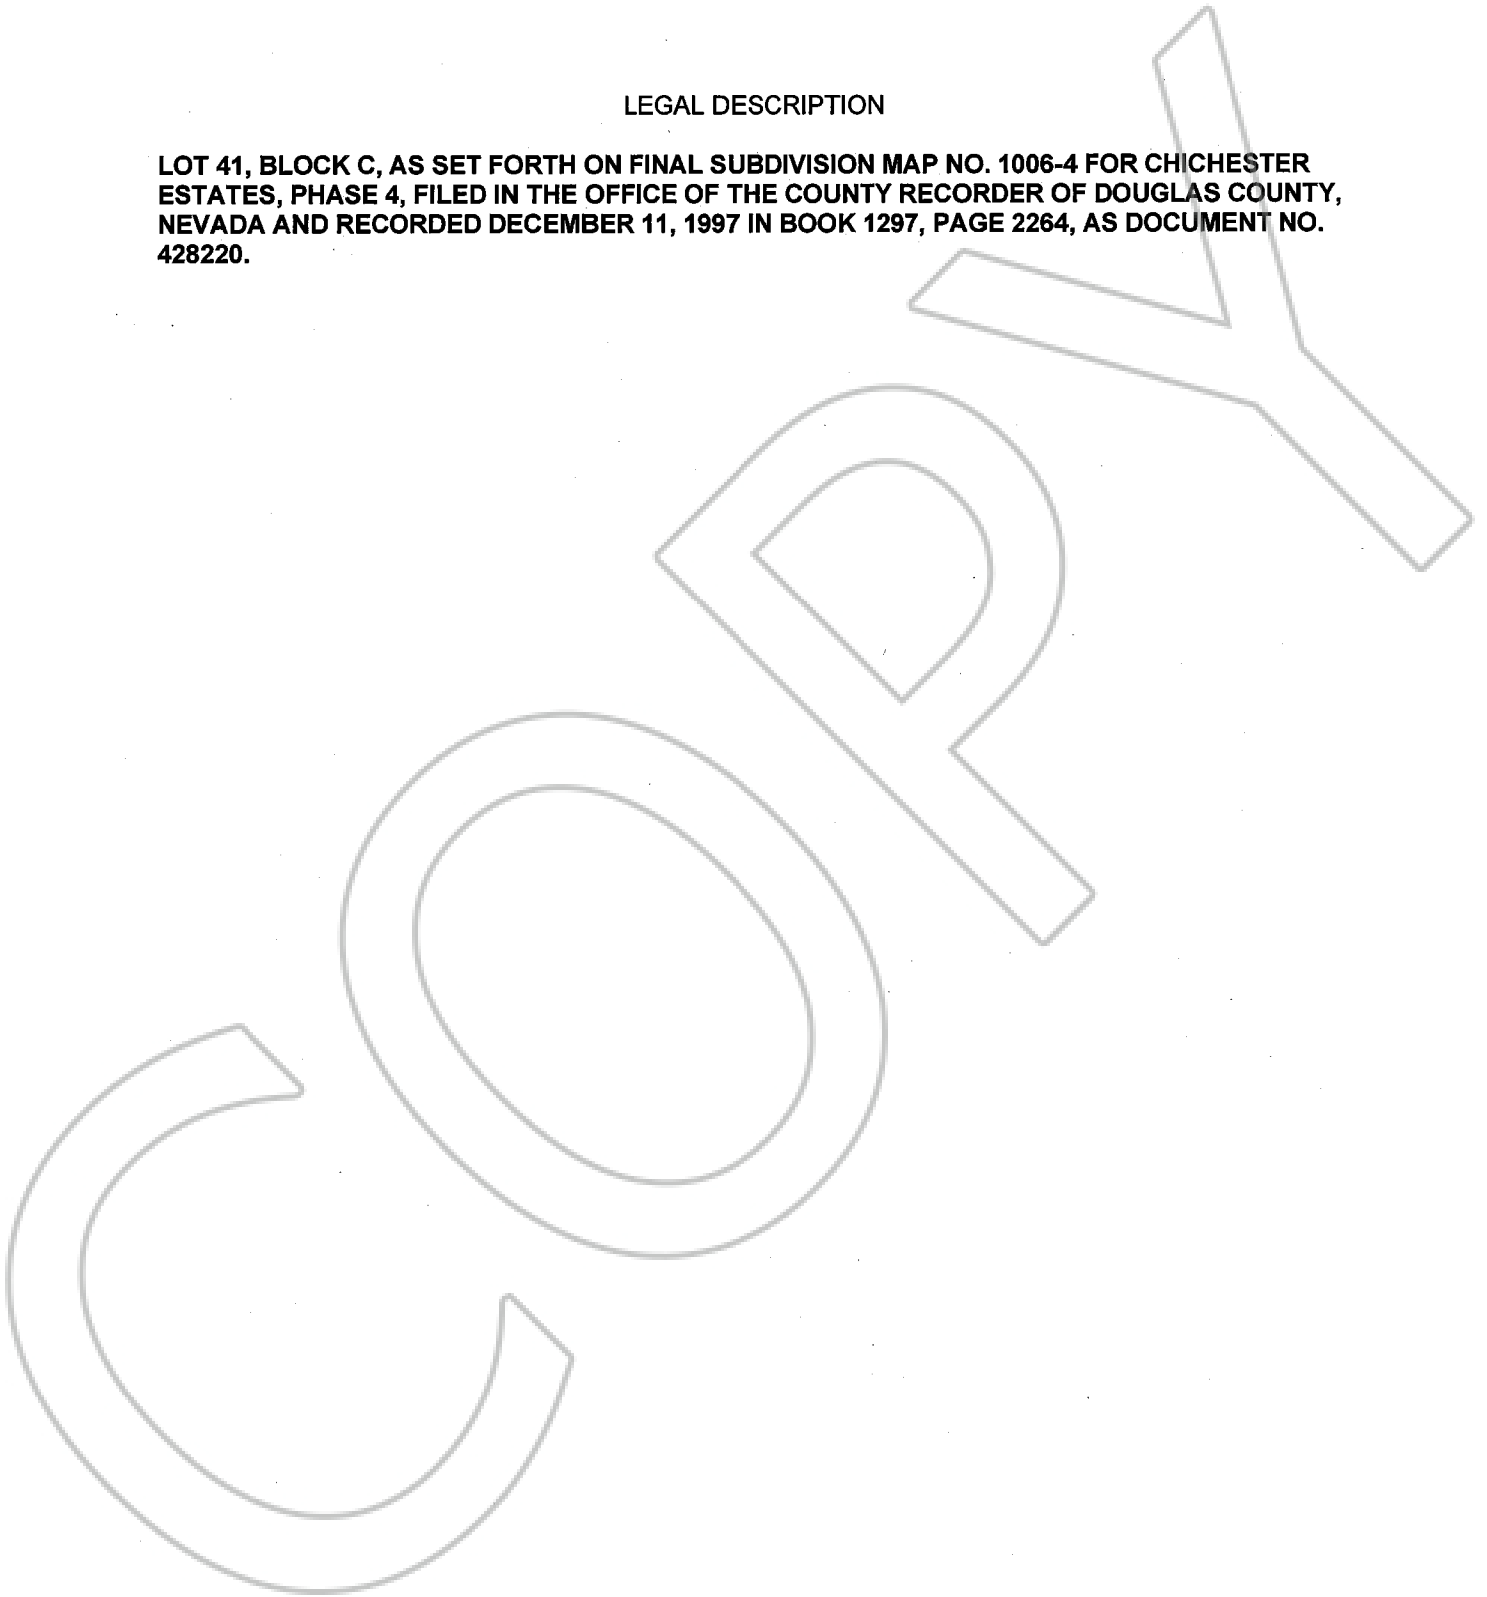 LEGAL DESCRIPTION
LOT 41, BLOCK C, AS SET FORTH ON FINAL SUBDIVISION MAP NO. 1006-4 FOR CHICHESTER
ESTATES, PHASE 4, FILED IN THE OFFICE OF THE COUNTY RECORDER OF DOUGLAS COUNTY,
NEVADA AND RECORDED DECEMBER 11, 1997 IN BOOK 1297, PAGE 2264, AS DOCUMENT NO.
428220.
COPY